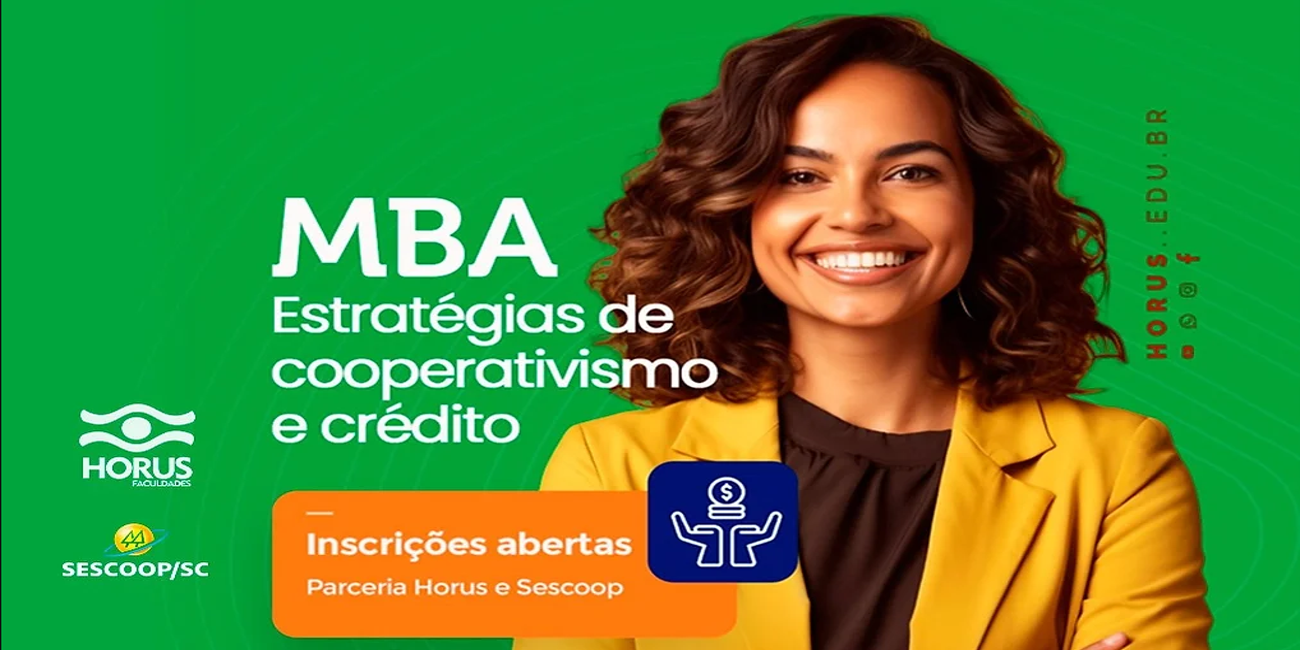 MBA
Estratégias de
cooperativismo
e crédito
HORUS
FACULDADES
SESCOOP/SC
Inscrições abertas
Parceria Horus e Sescoop
$
HORUS..EDU.BR